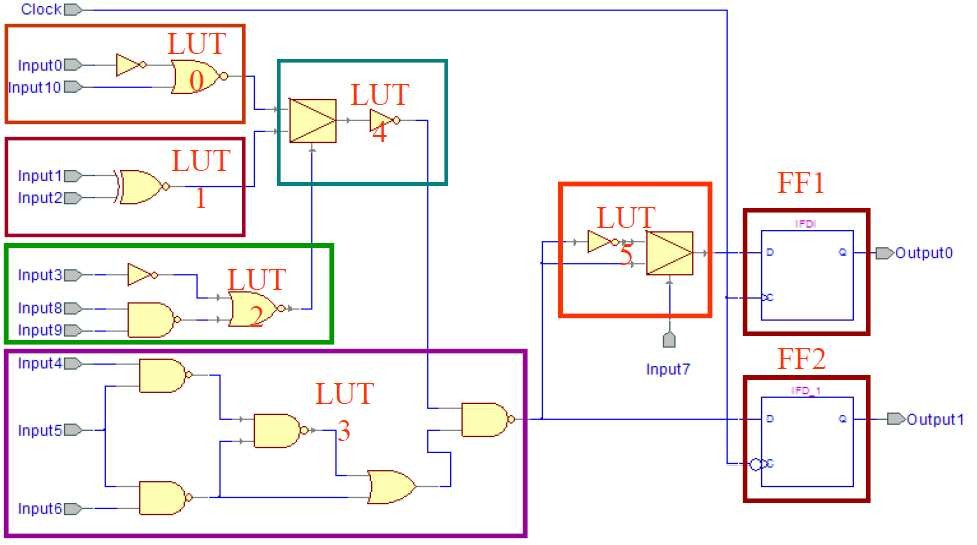 Clock
LUT
0
Input0
Input10
LUT
4
LUT
1
Input1
Input2
LUT
5
FF1
IFDI
D
Q
C
Output0
Input3
Input8
Input9
LUT
2
Input7
Input4
Input5
Input6
LUT
3
FF2
IFD_1
D
Q
C
Output1